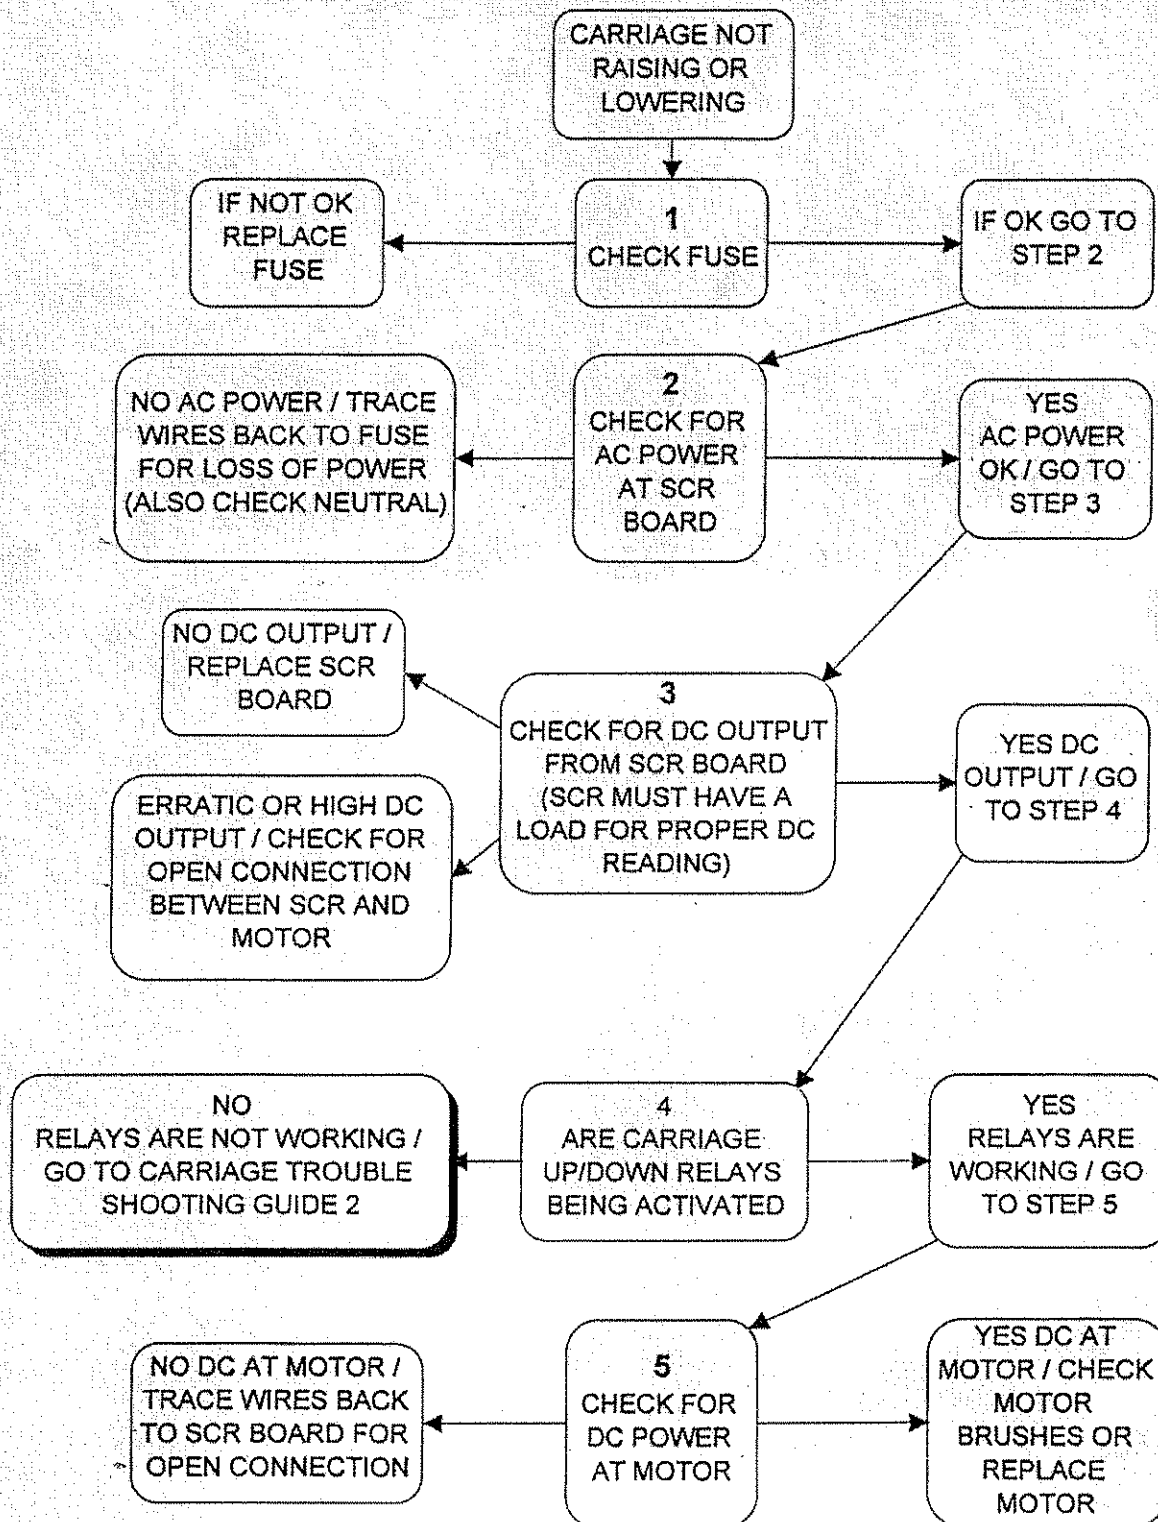 CARRIAGE NOT
RAISING OR
LOWERING
IF NOT OK
REPLACE
FUSE
1
CHECK FUSE
IF OK GO TO
STEP 2
NO AC POWER / TRACE
WIRES BACK TO FUSE
FOR LOSS OF POWER
(ALSO CHECK NEUTRAL)
2
CHECK FOR
AC POWER
AT SCR
BOARD
YES
AC POWER
OK / GO TO
STEP 3
NO DC OUTPUT /
REPLACE SCR
BOARD
ERRATIC OR HIGH DC
OUTPUT / CHECK FOR
OPEN CONNECTION
BETWEEN SCR AND
MOTOR
3
CHECK FOR DC OUTPUT
FROM SCR BOARD
(SCR MUST HAVE A
LOAD FOR PROPER DC
READING)
YES DC
OUTPUT / GO
TO STEP 4
NO
RELAYS ARE NOT WORKING /
GO TO CARRIAGE TROUBLE
SHOOTING GUIDE 2
4
ARE CARRIAGE
UP/DOWN RELAYS
BEING ACTIVATED
YES
RELAYS ARE
WORKING / GO
TO STEP 5
NO DC AT MOTOR /
TRACE WIRES BACK
TO SCR BOARD FOR
OPEN CONNECTION
5
CHECK FOR
DC POWER
AT MOTOR
YES DC AT
MOTOR / CHECK
MOTOR
BRUSHES OR
REPLACE
MOTOR